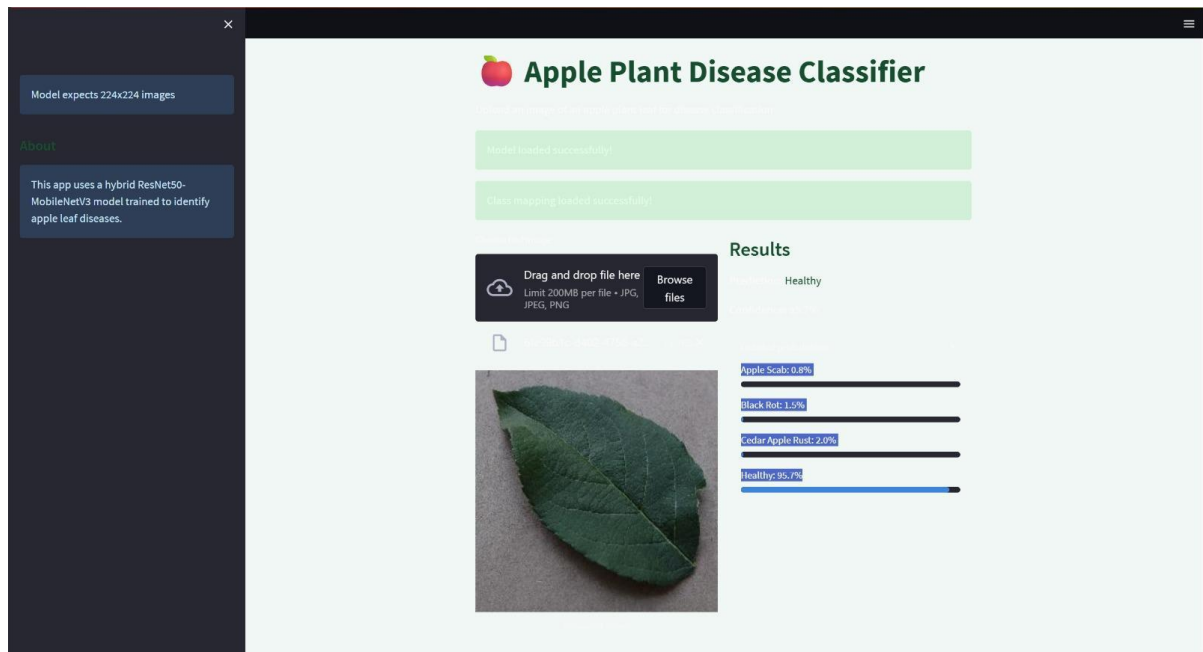 Model expects 224x224 images
About
This app uses a hybrid ResNet50-
MobileNetV3 model trained to identify
apple leaf diseases.
Apple Plant Disease Classifier
Model loaded successfully!
Class mapping loaded successfully!
Drag and drop file here
Limit 200MB per file • JPG,
JPEG, PNG
Browse
files
Results
Healthy
Apple Scab: 0.8%
Black Rot: 1.5%
Cedar Apple Rust: 2.0%
Healthy: 95.7%